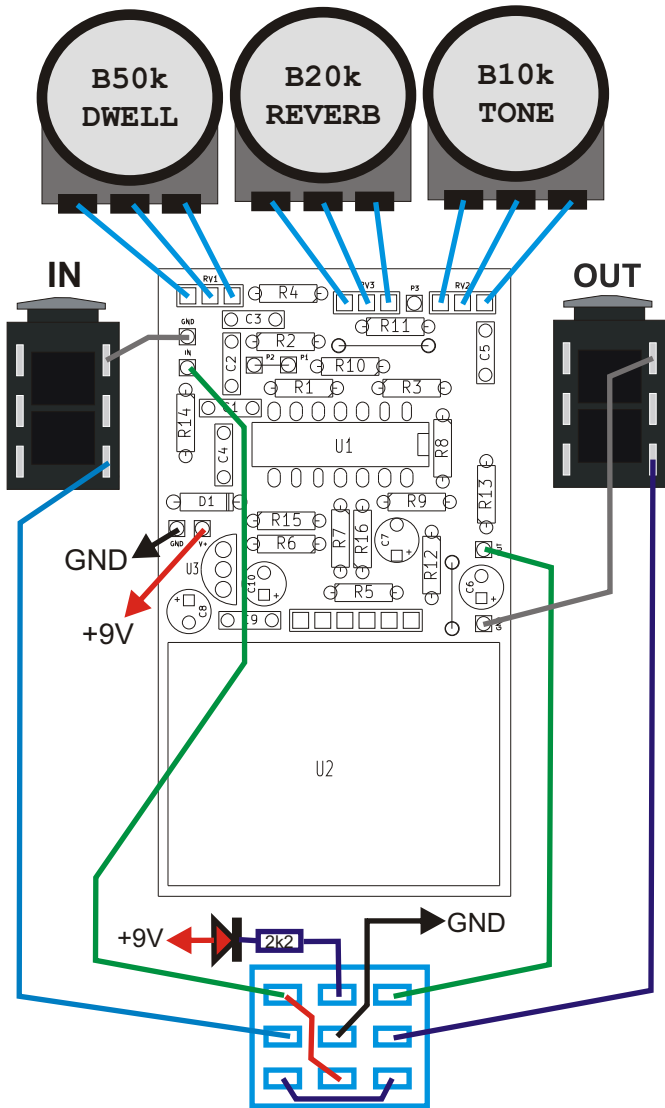 B50k
DWELL
B20k
REVERB
B10k
TONE
IN
OUT
RV1
R4
RV3
P3
RV2
GND
C3
R11
IN
R2
C2
P2
P1
R10
C5
R1
R3
R14
C1
U1
R8
C4
R13
D1
R9
R15
R7
R16
C7
GND
V+
R6
R12
GND
U3
C10
C6
+9V
C8
R5
C9
U2
+9V
2k2
GND